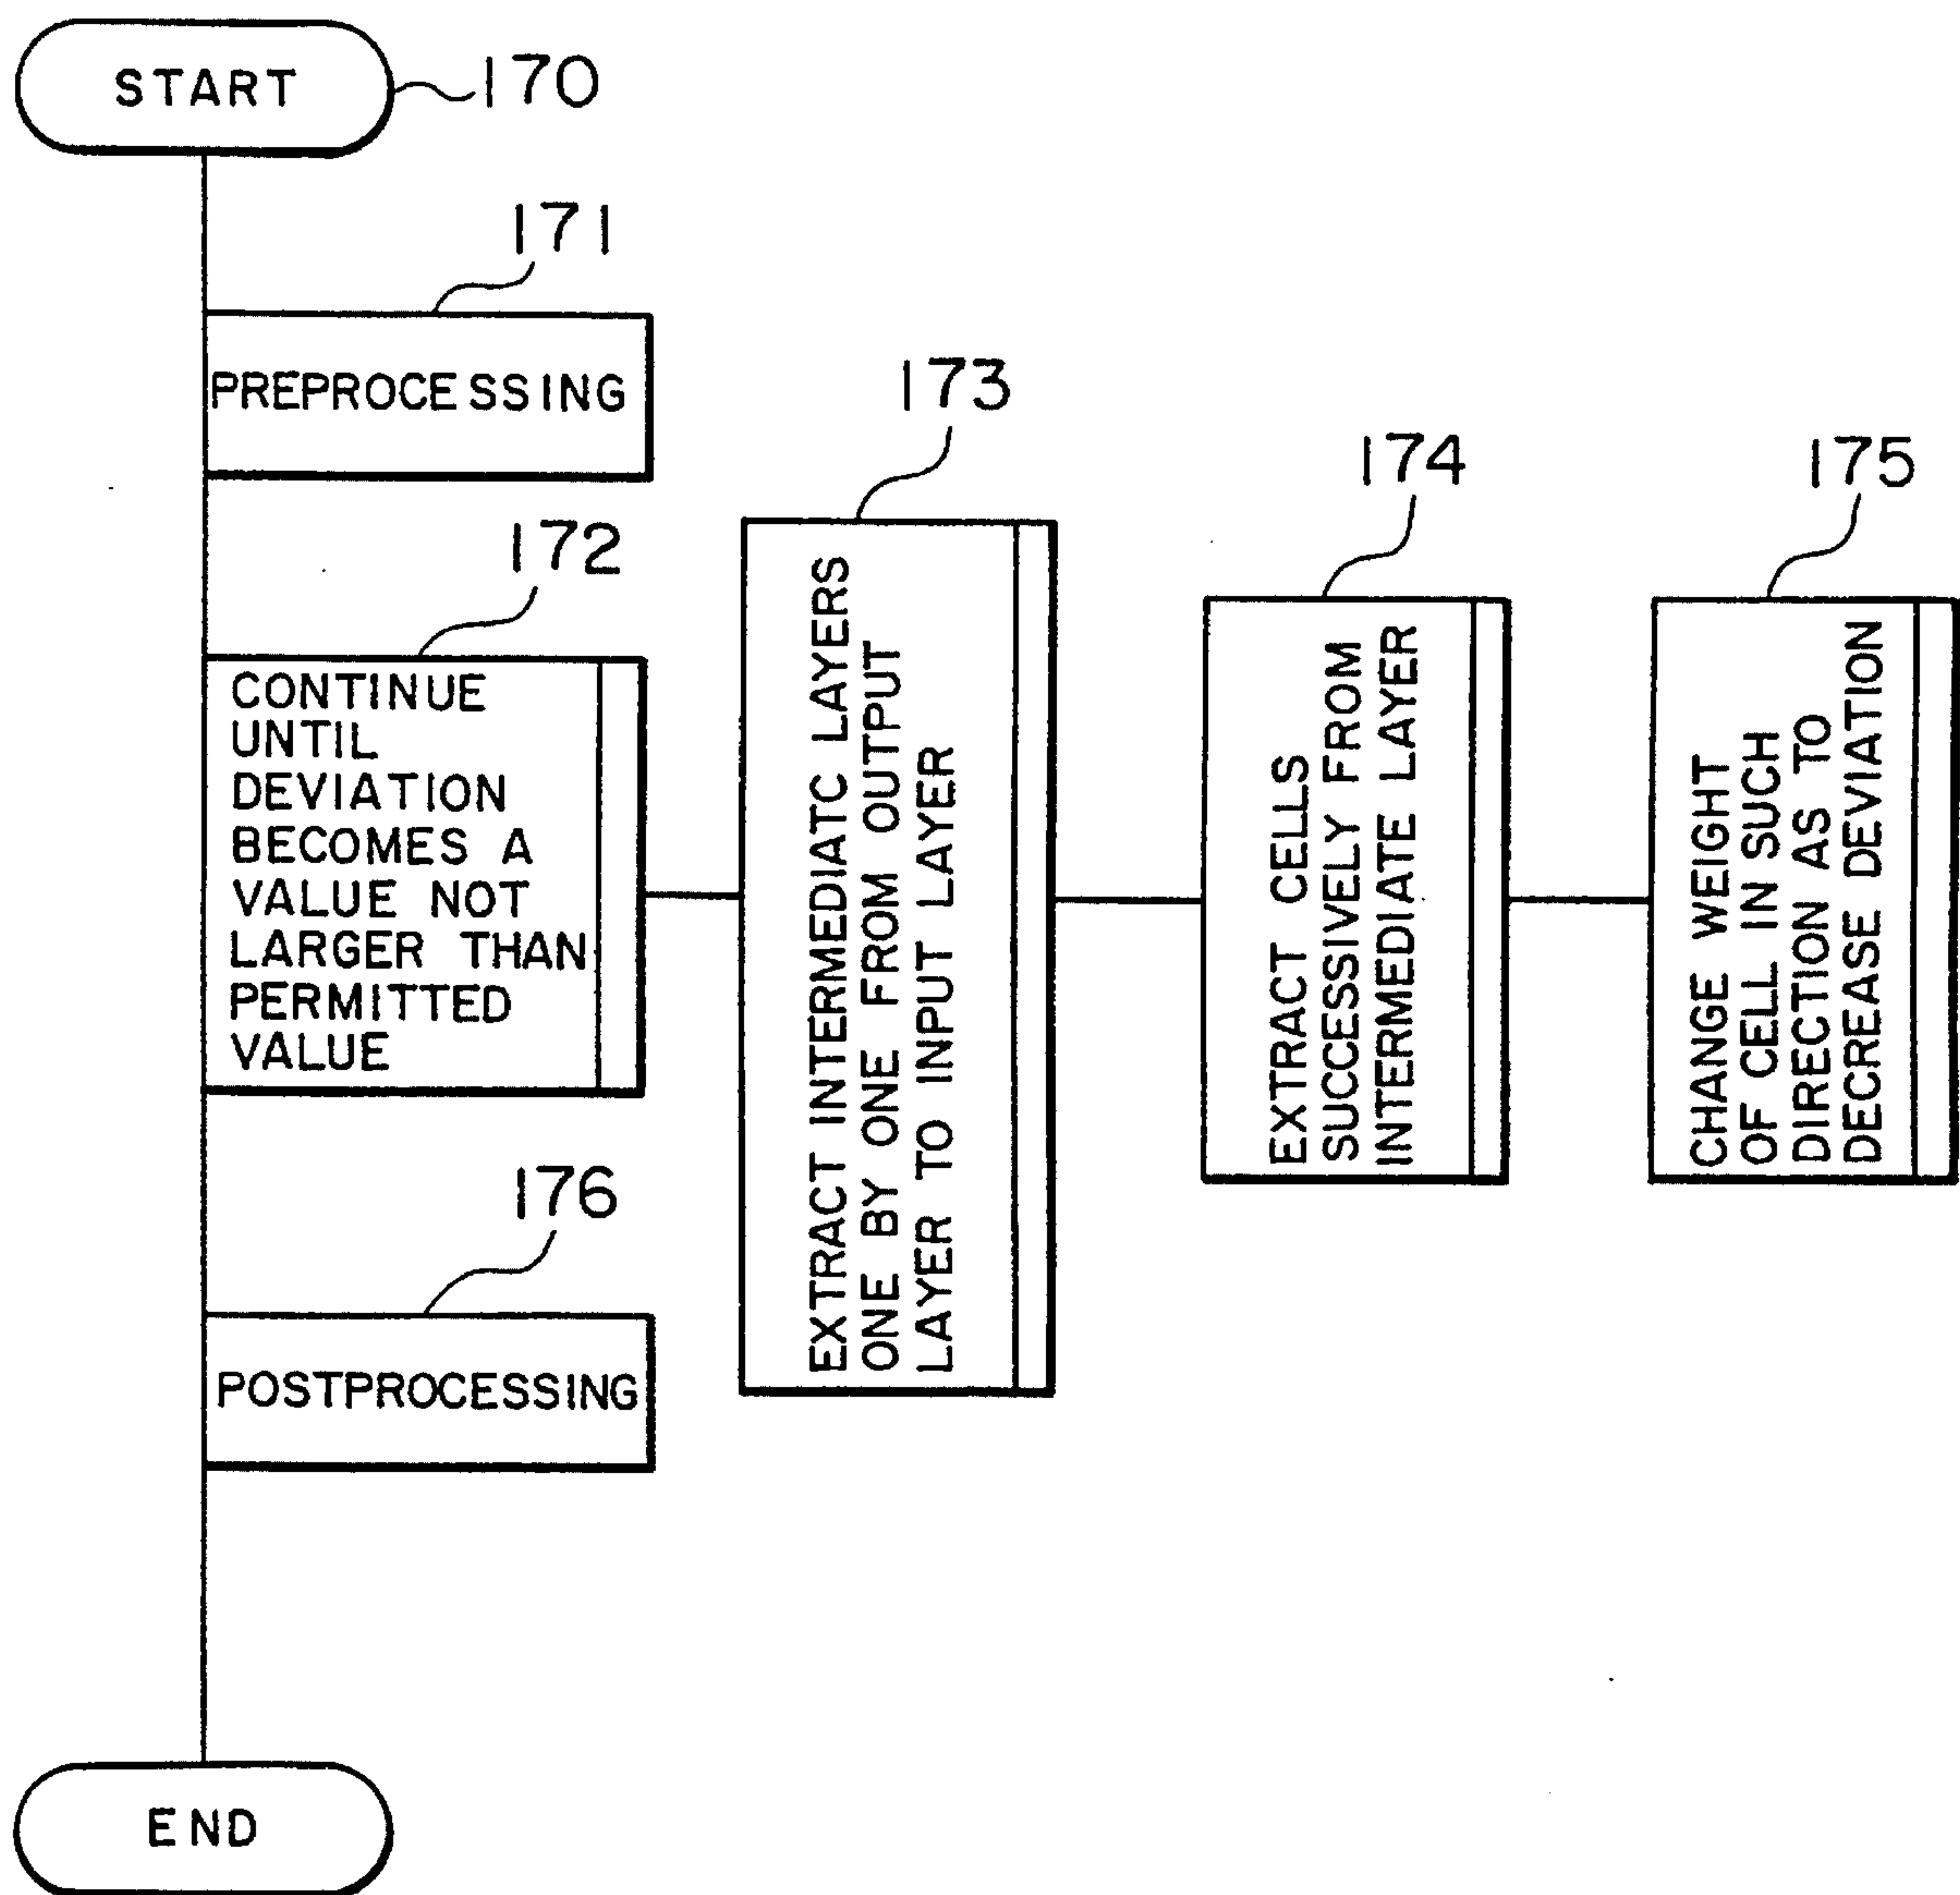 START
170
171
PREPROCESSING
172
CONTINUE
UNTIL
DEVIATION
BECOMES A
VALUE NOT
LARGER THAN
PERMITTED
VALUE
173
EXTRACT INTERMEDIATC LAYERS
ONE BY ONE FROM OUTPUT
LAYER TO INPUT LAYER
174
EXTRACT CELLS
SUCCESSIVELY FROM
INTERMEDIATE LAYER
175
CHANGE WEIGHT
OF CELL IN SUCH
DIRECTION AS TO
DECREASE DEVIATION
176
POSTPROCESSING
END